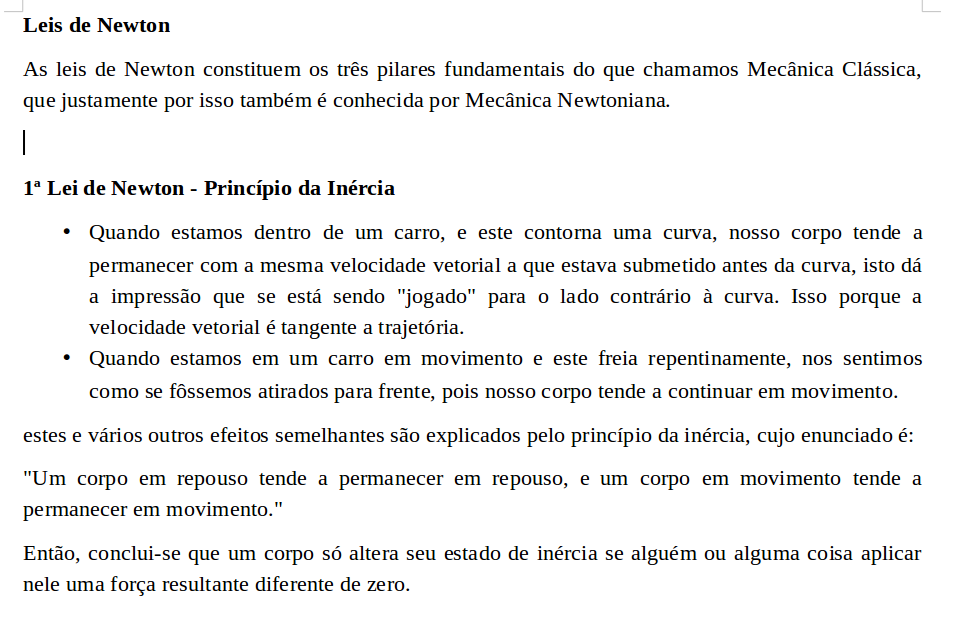 Leis de Newton
As leis de Newton constituem os três pilares fundamentais do que chamamos Mecânica Clássica,
que justamente por isso também é conhecida por Mecânica Newtoniana.
1ª Lei de Newton - Princípio da Inércia
• Quando estamos dentro de um carro, e este contorna uma curva, nosso corpo tende a
permanecer com a mesma velocidade vetorial a que estava submetido antes da curva, isto dá
a impressão que se está sendo "jogado" para o lado contrário à curva. Isso porque a
velocidade vetorial é tangente a trajetória.
• Quando estamos em um carro em movimento e este freia repentinamente, nos sentimos
como se fôssemos atirados para frente, pois nosso corpo tende a continuar em movimento.
estes e vários outros efeitos semelhantes são explicados pelo princípio da inércia, cujo enunciado é:
"Um corpo em repouso tende a permanecer em repouso, e um corpo em movimento tende a
permanecer em movimento."
Então, conclui-se que um corpo só altera seu estado de inércia se alguém ou alguma coisa aplicar
nele uma força resultante diferente de zero.